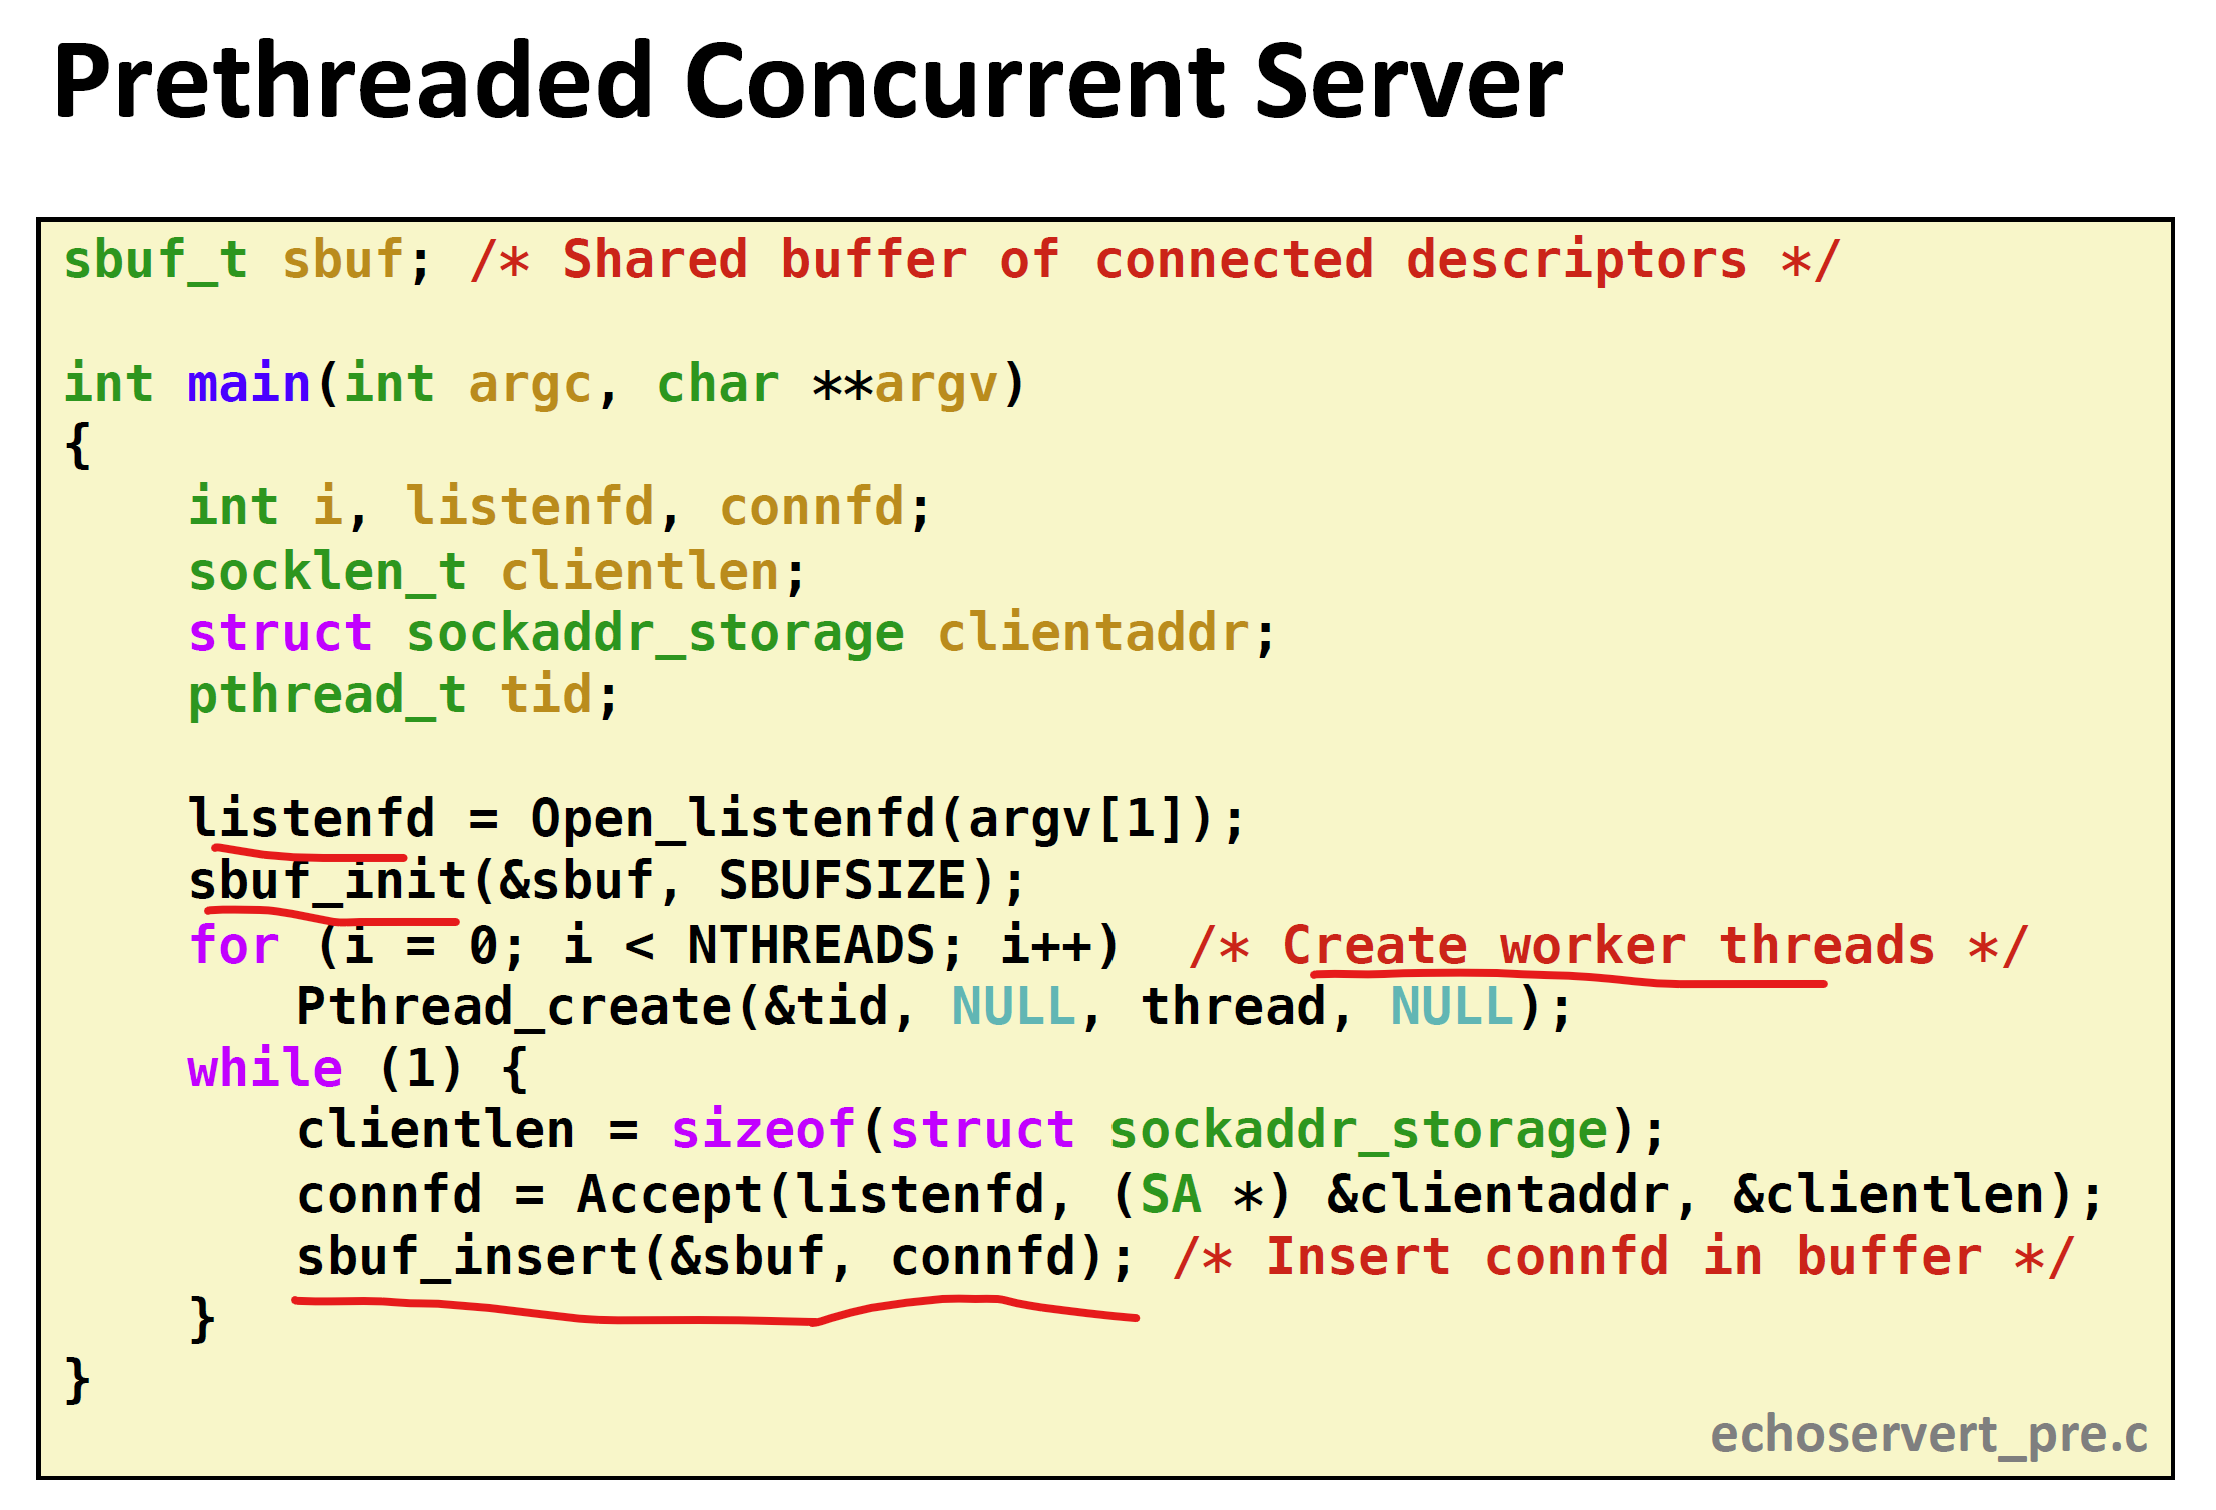 Prethreaded Concurrent Server
sbuf_t sbuf; /* Shared buffer of connected descriptors */
int main(int argc, char **argv)
{
    int i, listenfd, connfd;
    socklen_t clientlen;
    struct sockaddr_storage clientaddr;
    pthread_t tid;
    listenfd = Open_listenfd(argv[1]);
    sbuf_init(&sbuf, SBUFSIZE);
    for (i = 0; i < NTHREADS; i++)  /* Create worker threads */
        Pthread_create(&tid, NULL, thread, NULL);
    while (1) {
        clientlen = sizeof(struct sockaddr_storage);
        connfd = Accept(listenfd, (SA *) &clientaddr, &clientlen);
        sbuf_insert(&sbuf, connfd); /* Insert connfd in buffer */
    }
}
echoservert_pre.c